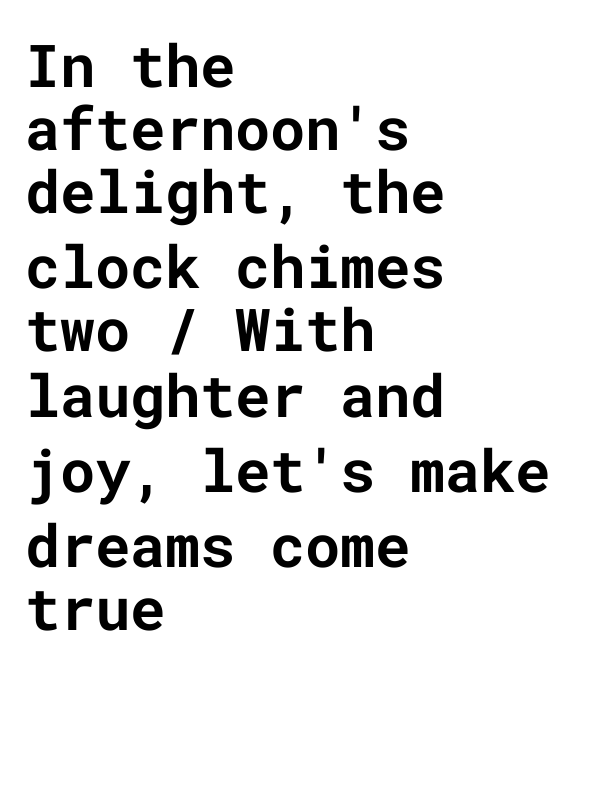 In the
afternoon's
delight, the
clock chimes
two / With
laughter and
joy, let's make
dreams come
true